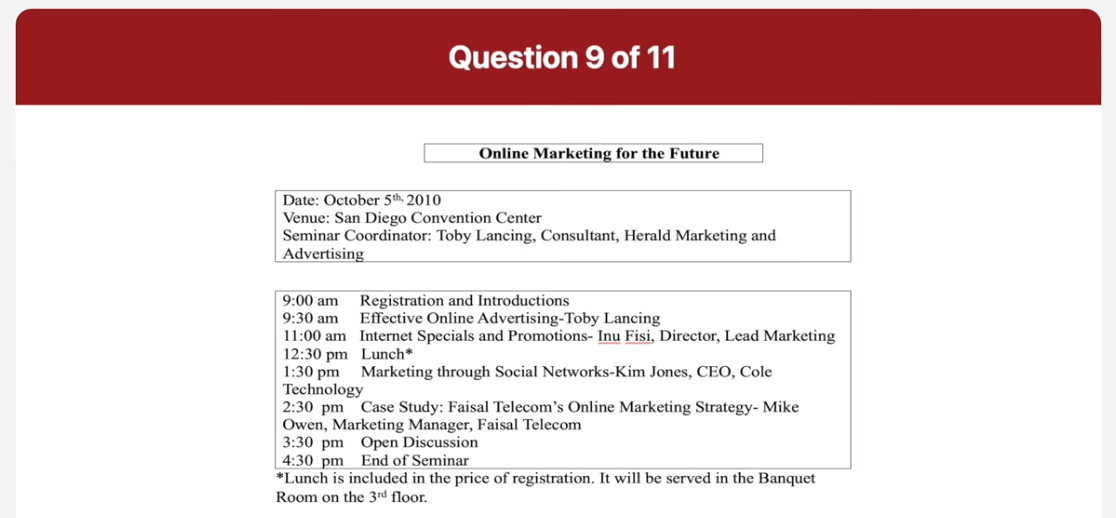 Question 9 of 11
Online Marketing for the Future
Date: October 5th, 2010
Venue: San Diego Convention Center
Seminar Coordinator: Toby Lancing, Consultant, Herald Marketing and
Advertising
9:00 am Registration and Introductions
9:30 am Effective Online Advertising-Toby Lancing
11:00 am Internet Specials and Promotions- Inu Fisi, Director, Lead Marketing
12:30 pm Lunch*
1:30 pm Marketing through Social Networks-Kim Jones, CEO, Cole
Technology
2:30 pm Case Study: Faisal Telecom’s Online Marketing Strategy- Mike
Owen, Marketing Manager, Faisal Telecom
3:30 pm Open Discussion
4:30 pm End of Seminar
*Lunch is included in the price of registration. It will be served in the Banquet
Room on the 3rd floor.